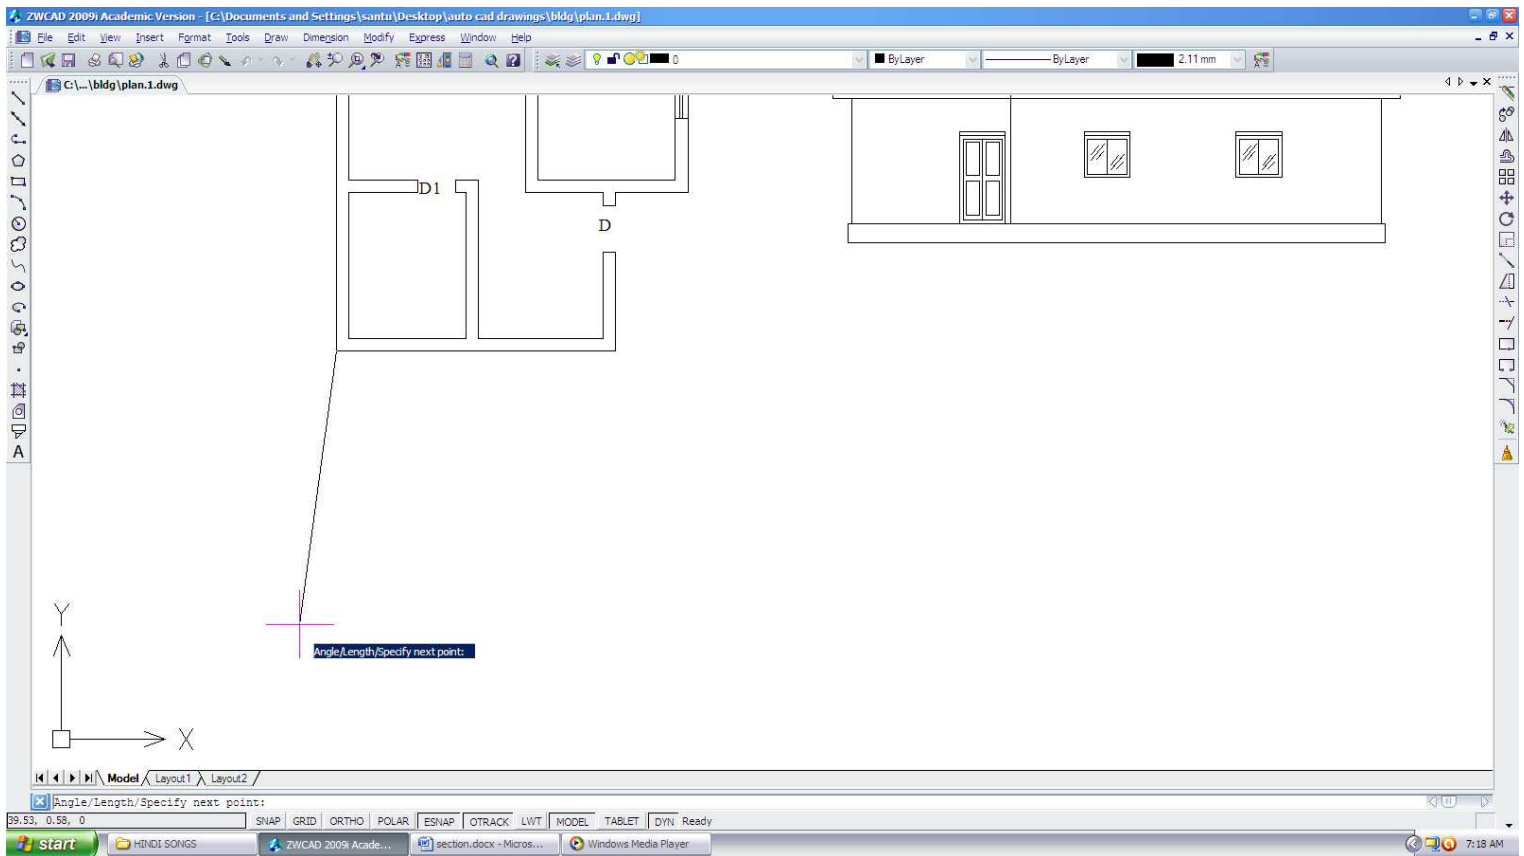 ZWCAD 2009i Academic Version - [C:\Documents and Settings\santu\Desktop\auto cad drawings\bldg\plan.1.dwg]
File Edit View Insert Format Tools Draw Dimension Modify Express Window Help
0 ByLayer ByLayer 2.11 mm
C:\...\bldg\plan.1.dwg
D1
D
Angle/Length/Specify next point:
Y
X
Model Layout1 Layout2
Angle/Length/Specify next point:
39.53, 0.58, 0 SNAP GRID ORTHO POLAR ESNAP OTRACK LWT MODEL TABLET DYN Ready
start HINDI SONGS ZWCAD 2009i Acade... section.docx - Micros... Windows Media Player 7:18 AM